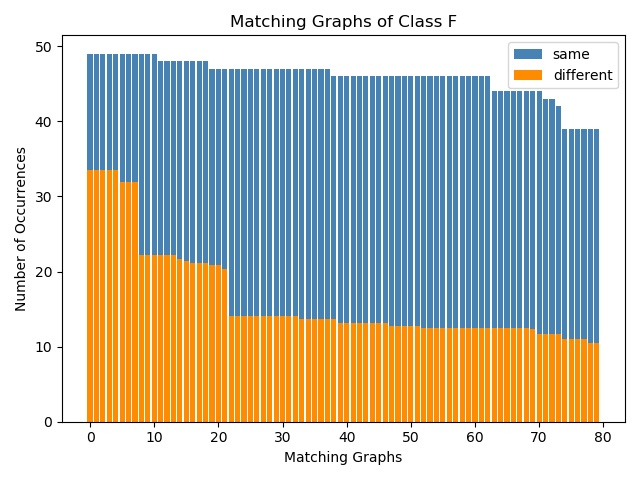 Matching Graphs of Class F
same
different
Number of Occurrences
50
40
30
20
10
0
0 10 20 30 40 50 60 70 80
Matching Graphs